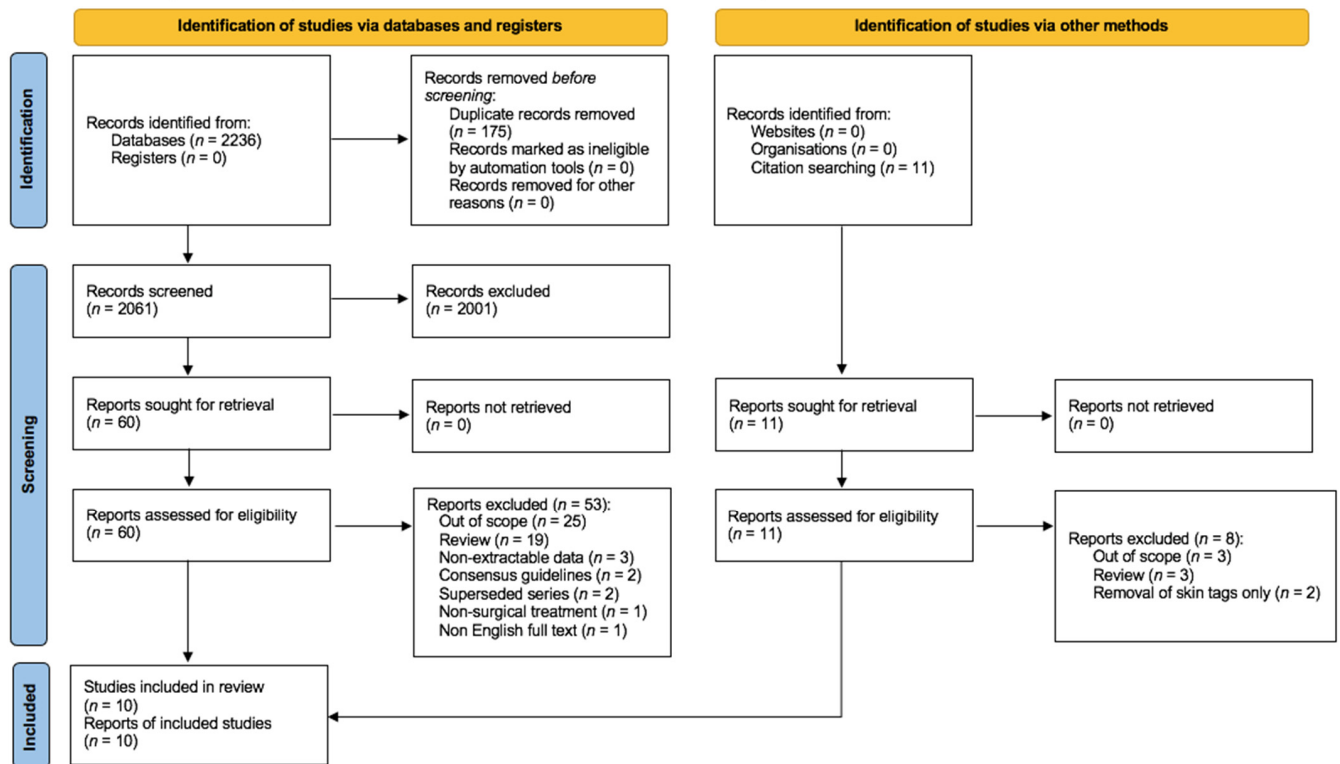 Identification of studies via databases and registers
Identification of studies via other methods
Identification
Records identified from:
Databases (n = 2236)
Registers (n = 0)
Records removed before
screening:
Duplicate records removed
(n = 175)
Records marked as ineligible
by automation tools (n = 0)
Records removed for other
reasons (n = 0)
Records identified from:
Websites (n = 0)
Organisations (n = 0)
Citation searching (n = 11)
Screening
Records screened
(n = 2061)
Records excluded
(n = 2001)
Reports sought for retrieval
(n = 60)
Reports not retrieved
(n = 0)
Reports sought for retrieval
(n = 11)
Reports not retrieved
(n = 0)
Reports assessed for eligibility
(n = 60)
Reports excluded (n = 53):
Out of scope (n = 25)
Review (n = 19)
Non-extractable data (n = 3)
Consensus guidelines (n = 2)
Superseded series (n = 2)
Non-surgical treatment (n = 1)
Non English full text (n = 1)
Reports assessed for eligibility
(n = 11)
Reports excluded (n = 8):
Out of scope (n = 3)
Review (n = 3)
Removal of skin tags only (n = 2)
Included
Studies included in review
(n = 10)
Reports of included studies
(n = 10)